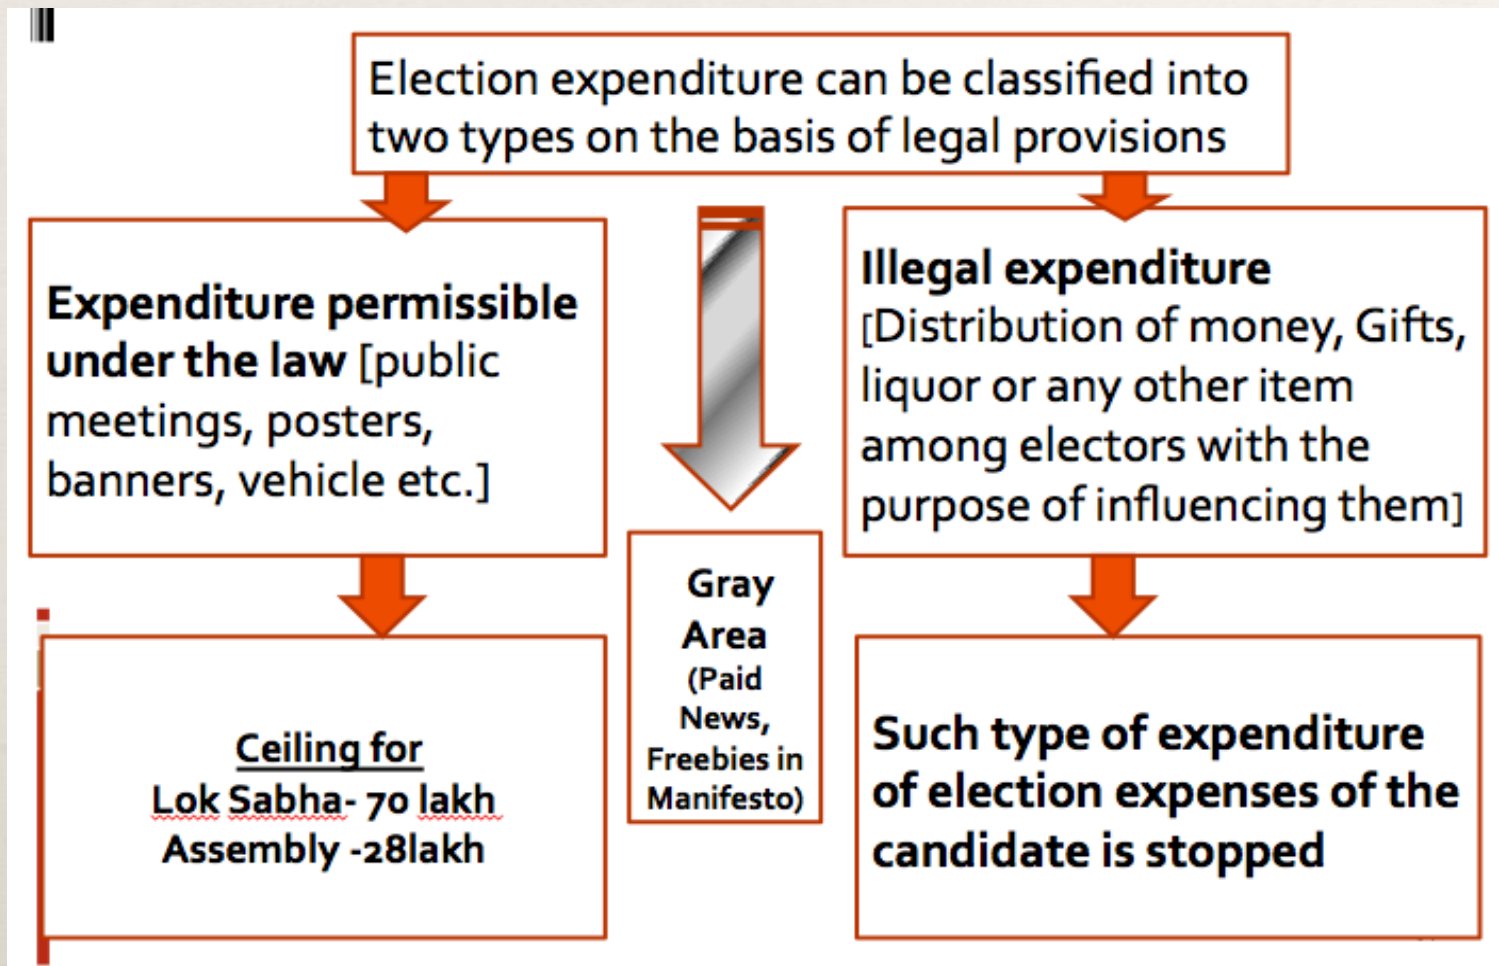 Election expenditure can be classified into
two types on the basis of legal provisions
Expenditure permissible
under the law [public
meetings, posters,
banners, vehicle etc.]
Illegal expenditure
[Distribution of money, Gifts,
liquor or any other item
among electors with the
purpose of influencing them]
Gray
Area
(Paid
News,
Freebies in
Manifesto)
Ceiling for
Lok Sabha- 70 lakh
Assembly -28lakh
Such type of expenditure
of election expenses of the
candidate is stopped